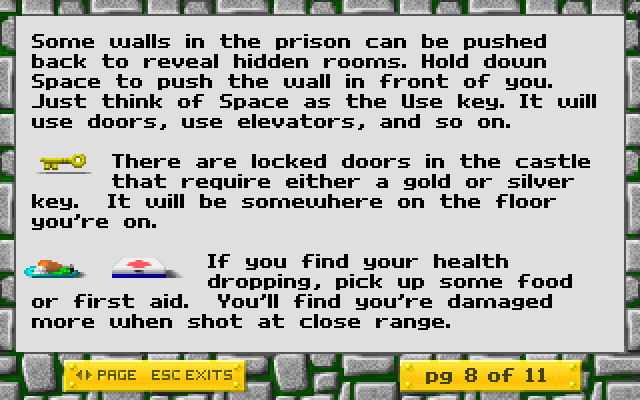 Some walls in the prison can be pushed
back to reveal hidden rooms. Hold down
Space to push the wall in front of you.
Just think of Space as the Use key. It will
use doors, use elevators, and so on.
There are locked doors in the castle
that require either a gold or silver
key. It will be somewhere on the floor
you're on.
If you find your health
dropping, pick up some food
or first aid. You'll find you're damaged
more when shot at close range.
PAGE ESC EXITS
pg 8 of 11